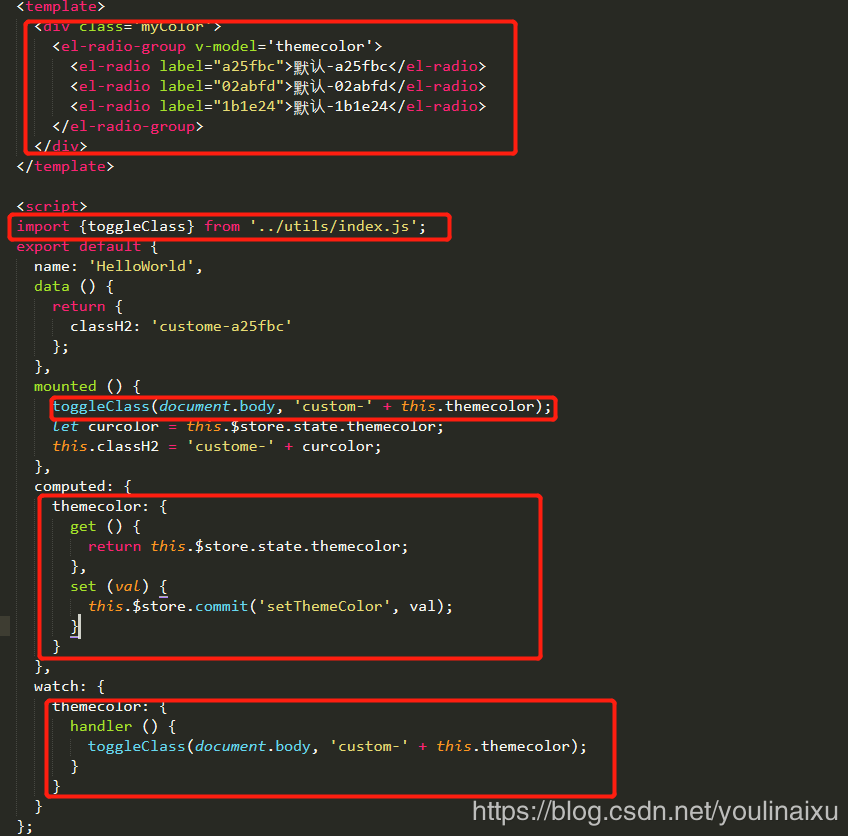 <template>
<div class='myColor'>
<el-radio-group v-model='themecolor'>
<el-radio label="a25fbc">默认-a25fbc</el-radio>
<el-radio label="02abfd">默认-02abfd</el-radio>
<el-radio label="1b1e24">默认-1b1e24</el-radio>
</el-radio-group>
</div>
</template>
<script>
import {toggleClass} from '../utils/index.js';
export default {
name: 'HelloWorld',
data () {
return {
classH2: 'custome-a25fbc'
};
},
mounted () {
toggleClass(document.body, 'custom-' + this.themecolor);
let curcolor = this.$store.state.themecolor;
this.classH2 = 'custome-' + curcolor;
},
computed: {
themecolor: {
get () {
return this.$store.state.themecolor;
},
set (val) {
this.$store.commit('setThemeColor', val);
}
}
},
watch: {
themecolor: {
handler () {
toggleClass(document.body, 'custom-' + this.themecolor);
}
}
}
};
https://blog.csdn.net/youlinaixu